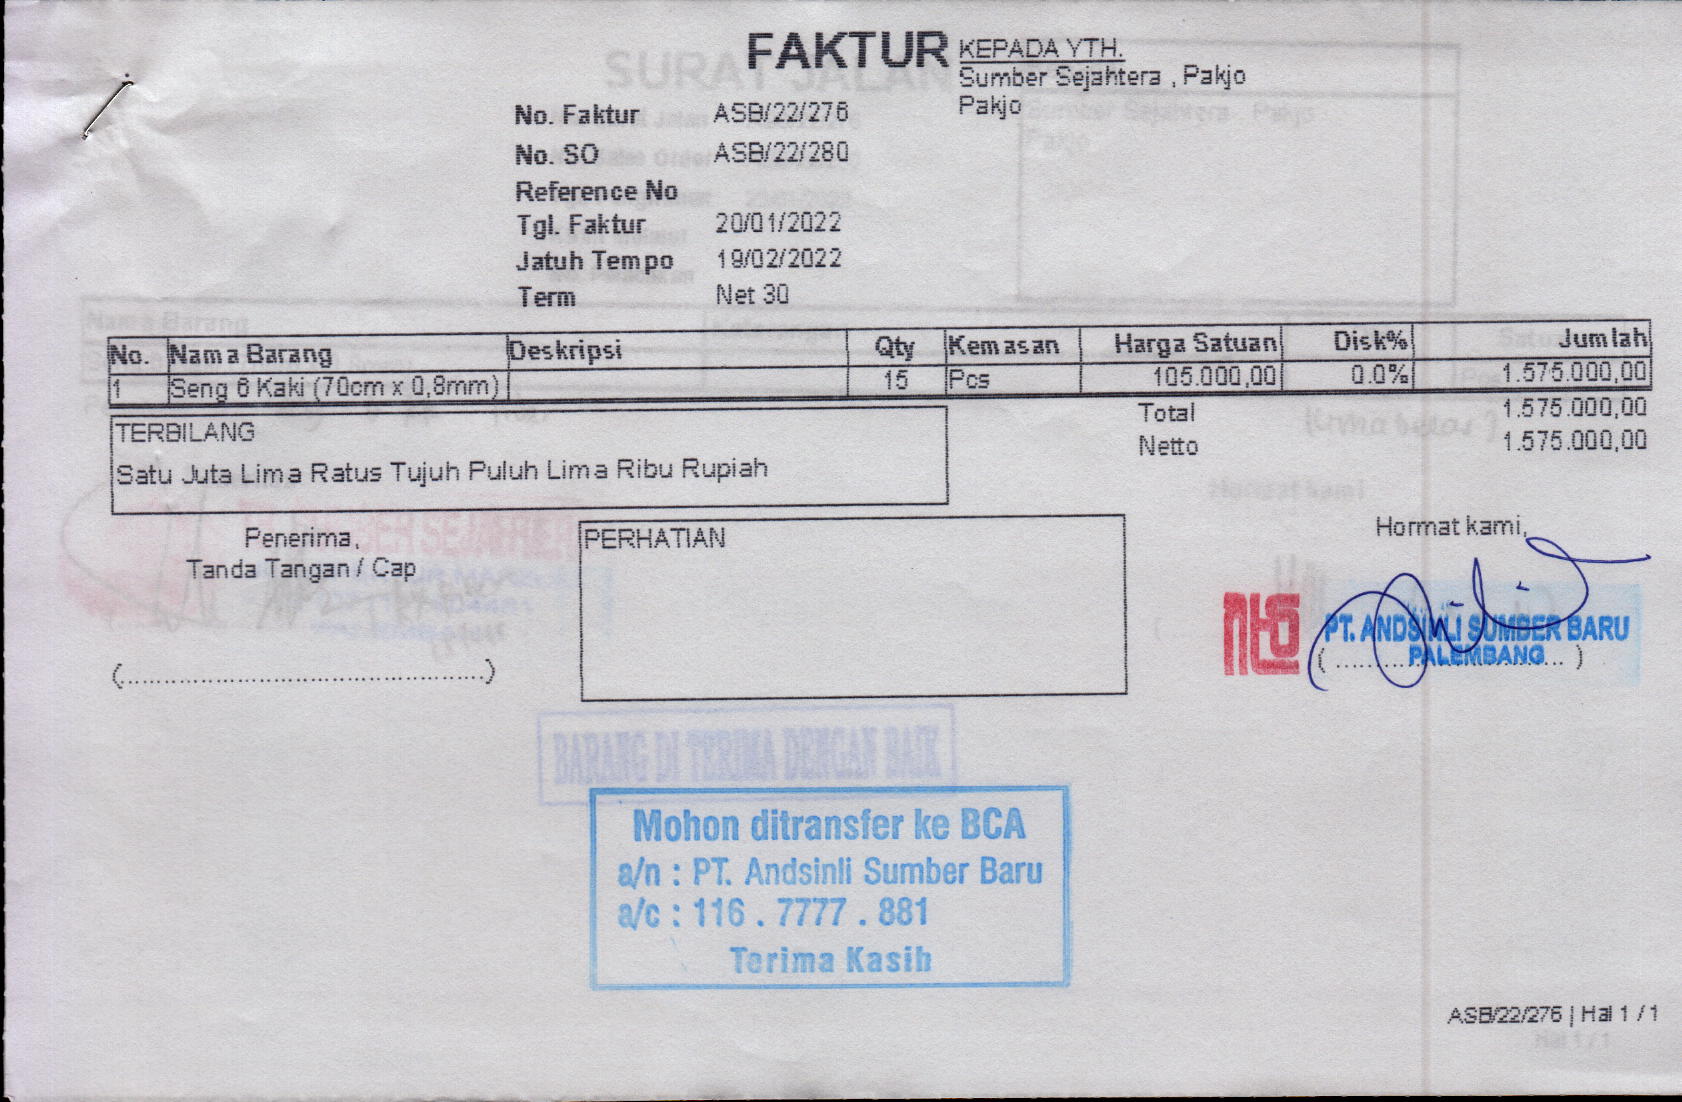 FAKTUR
KEPADA YTH.
Sumber Sejahtera , Pakjo
Pakjo
No. Faktur ASB/22/276
No. SO ASB/22/280
Reference No
Tgl. Faktur 20/01/2022
Jatuh Tempo 19/02/2022
Term Net 30
No. Nama Barang Deskripsi Qty Kemasan Harga Satuan Disk% Jumlah
1 Seng 6 Kaki (70cm x 0,8mm) 15 Pcs 105.000,00 0.0% 1.575.000,00
Total 1.575.000,00
Netto 1.575.000,00
TERBILANG
Satu Juta Lima Ratus Tujuh Puluh Lima Ribu Rupiah
Penerima,
Tanda Tangan / Cap
(................................................)
PERHATIAN
Hormat kami,
PT. ANDSINLI SUMBER BARU
PALEMBANG
BARANG DI TERIMA DENGAN BAIK
Mohon ditransfer ke BCA
a/n : PT. Andsinli Sumber Baru
a/c : 116 . 7777 . 881
Terima Kasih
ASB/22/276 | Hal 1 / 1